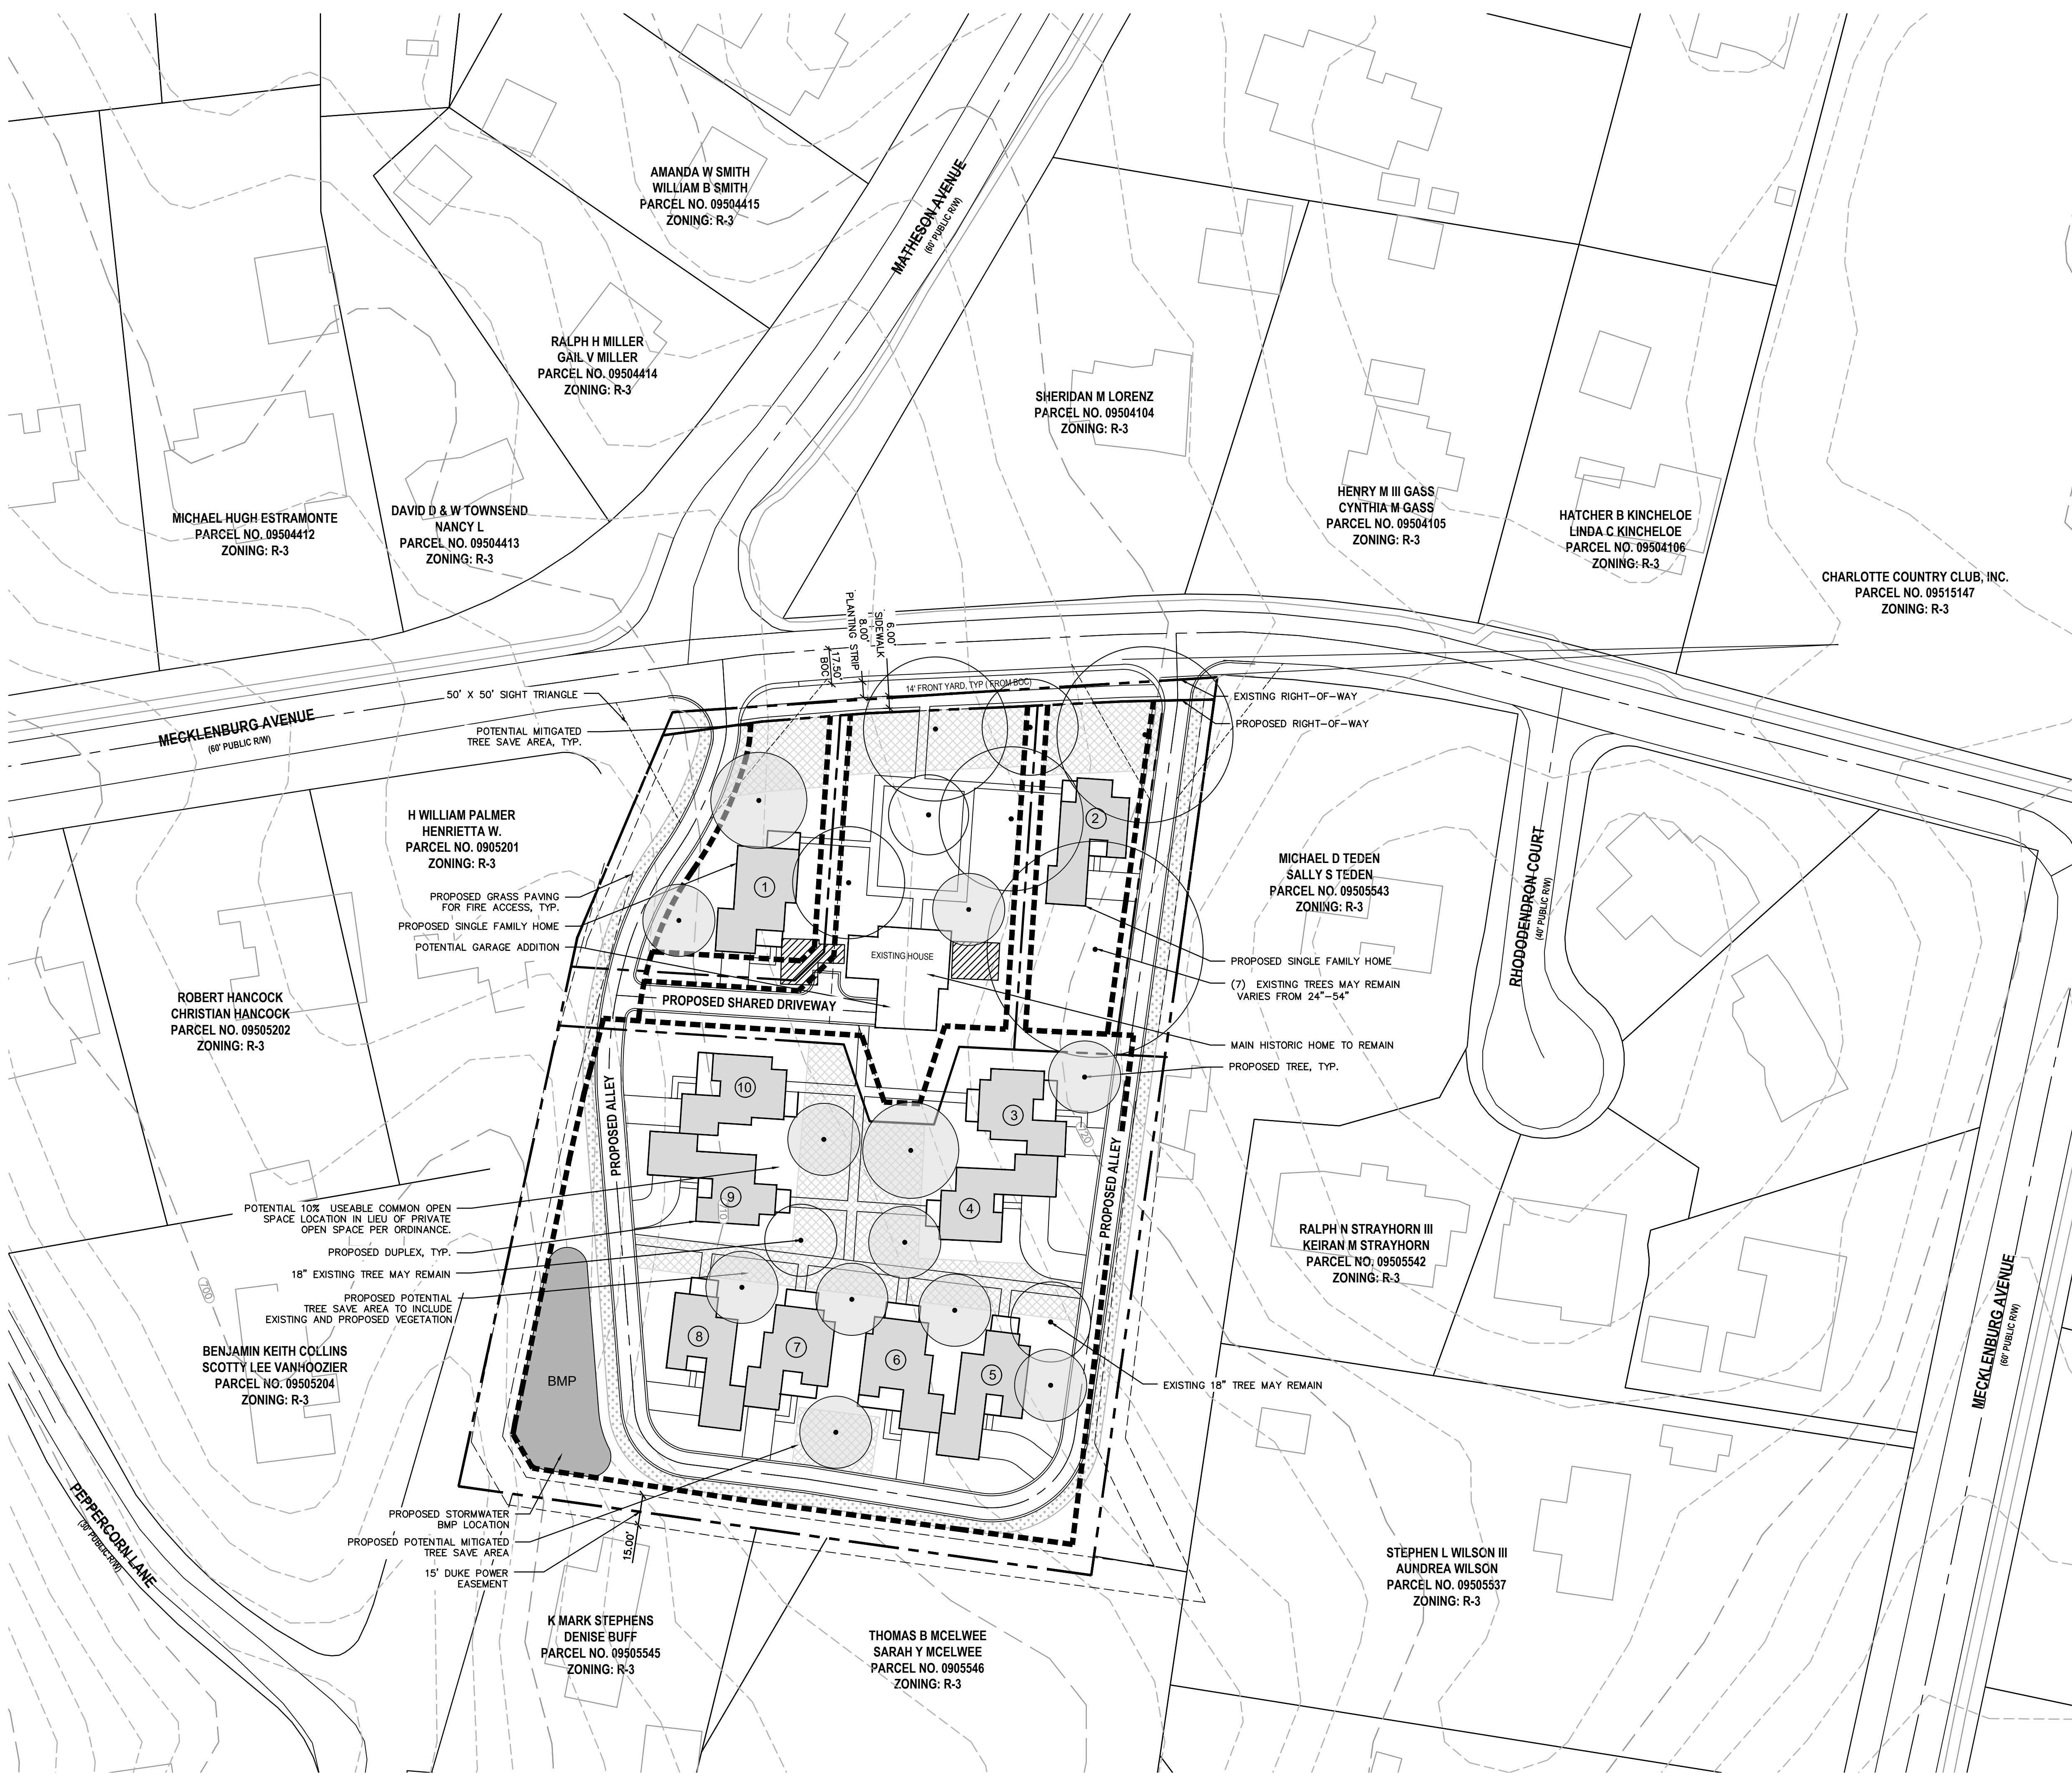 AMANDA W SMITH
WILLIAM B SMITH
PARCEL NO. 09504415
ZONING: R-3
MATHESON AVENUE
(60' PUBLIC R/W)
RALPH H MILLER
GAIL V MILLER
PARCEL NO. 09504414
ZONING: R-3
SHERIDAN M LORENZ
PARCEL NO. 09504104
ZONING: R-3
MICHAEL HUGH ESTRAMONTE
PARCEL NO. 09504412
ZONING: R-3
DAVID D & W TOWNSEND
NANCY L
PARCEL NO. 09504413
ZONING: R-3
HENRY M III GASS
CYNTHIA M GASS
PARCEL NO. 09504105
ZONING: R-3
HATCHER B KINCHELOE
LINDA C KINCHELOE
PARCEL NO. 09504106
ZONING: R-3
CHARLOTTE COUNTRY CLUB, INC.
PARCEL NO. 09515147
ZONING: R-3
6.00'
SIDEWALK
8.00'
PLANTING STRIP
17.50'
BOC
14' FRONT YARD, TYP (FROM BOC)
50' X 50' SIGHT TRIANGLE
POTENTIAL MITIGATED
TREE SAVE AREA, TYP.
MECKLENBURG AVENUE
(60' PUBLIC R/W)
EXISTING RIGHT-OF-WAY
PROPOSED RIGHT-OF-WAY
H WILLIAM PALMER
HENRIETTA W.
PARCEL NO. 0905201
ZONING: R-3
PROPOSED GRASS PAVING
FOR FIRE ACCESS, TYP.
PROPOSED SINGLE FAMILY HOME
POTENTIAL GARAGE ADDITION
1
2
EXISTING HOUSE
PROPOSED SHARED DRIVEWAY
MICHAEL D TEDEN
SALLY S TEDEN
PARCEL NO. 09505543
ZONING: R-3
RHODODENDRON COURT
(40' PUBLIC R/W)
PROPOSED SINGLE FAMILY HOME
(7) EXISTING TREES MAY REMAIN
VARIES FROM 24"-54"
MAIN HISTORIC HOME TO REMAIN
PROPOSED TREE, TYP.
ROBERT HANCOCK
CHRISTIAN HANCOCK
PARCEL NO. 09505202
ZONING: R-3
PROPOSED ALLEY
10
3
720
9
710
4
PROPOSED ALLEY
POTENTIAL 10% USEABLE COMMON OPEN
SPACE LOCATION IN LIEU OF PRIVATE
OPEN SPACE PER ORDINANCE.
PROPOSED DUPLEX, TYP.
18" EXISTING TREE MAY REMAIN
PROPOSED POTENTIAL
TREE SAVE AREA TO INCLUDE
EXISTING AND PROPOSED VEGETATION
700
RALPH N STRAYHORN III
KEIRAN M STRAYHORN
PARCEL NO. 09505542
ZONING: R-3
MECKLENBURG AVENUE
(60' PUBLIC R/W)
BENJAMIN KEITH COLLINS
SCOTTY LEE VANHOOZIER
PARCEL NO. 09505204
ZONING: R-3
BMP
8
7
6
5
EXISTING 18" TREE MAY REMAIN
PEPPERCORN LANE
(30' PUBLIC R/W)
PROPOSED STORMWATER
BMP LOCATION
PROPOSED POTENTIAL MITIGATED
TREE SAVE AREA
15' DUKE POWER
EASEMENT
15.00'
STEPHEN L WILSON III
AUNDREA WILSON
PARCEL NO. 09505537
ZONING: R-3
K MARK STEPHENS
DENISE BUFF
PARCEL NO. 09505545
ZONING: R-3
THOMAS B MCELWEE
SARAH Y MCELWEE
PARCEL NO. 0905546
ZONING: R-3